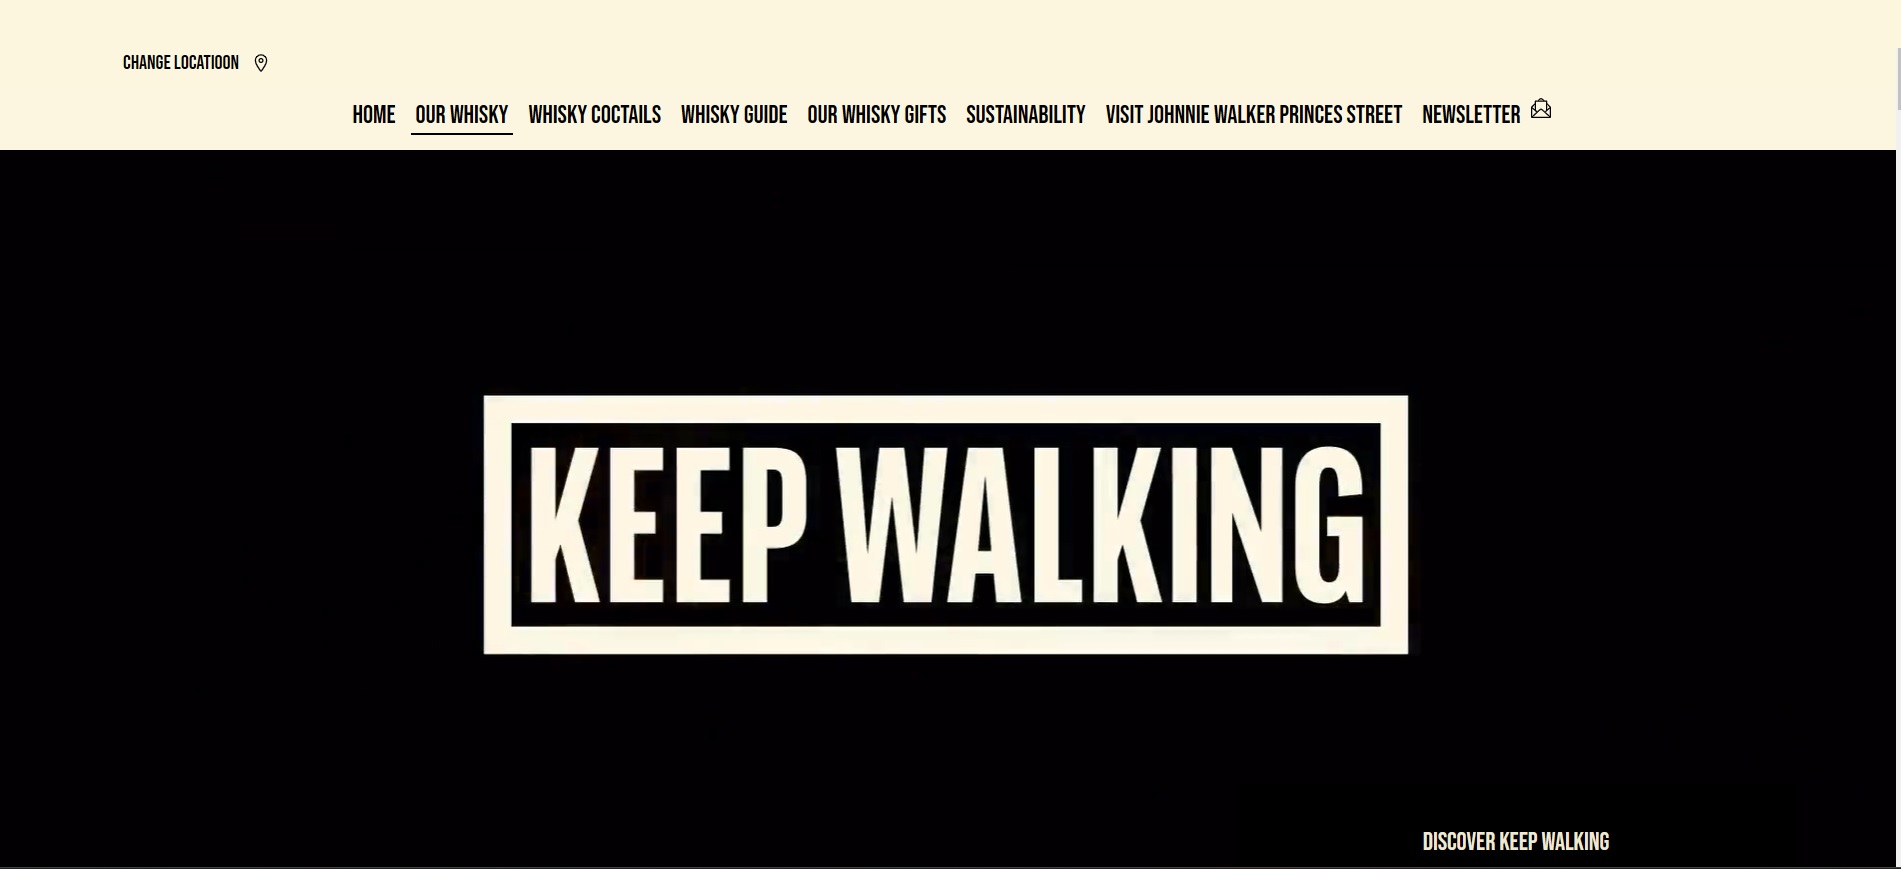 CHANGE LOCATIOON
HOME OUR WHISKY WHISKY COCTAILS WHISKY GUIDE OUR WHISKY GIFTS SUSTAINABILITY VISIT JOHNNIE WALKER PRINCES STREET NEWSLETTER
KEEP WALKING
DISCOVER KEEP WALKING